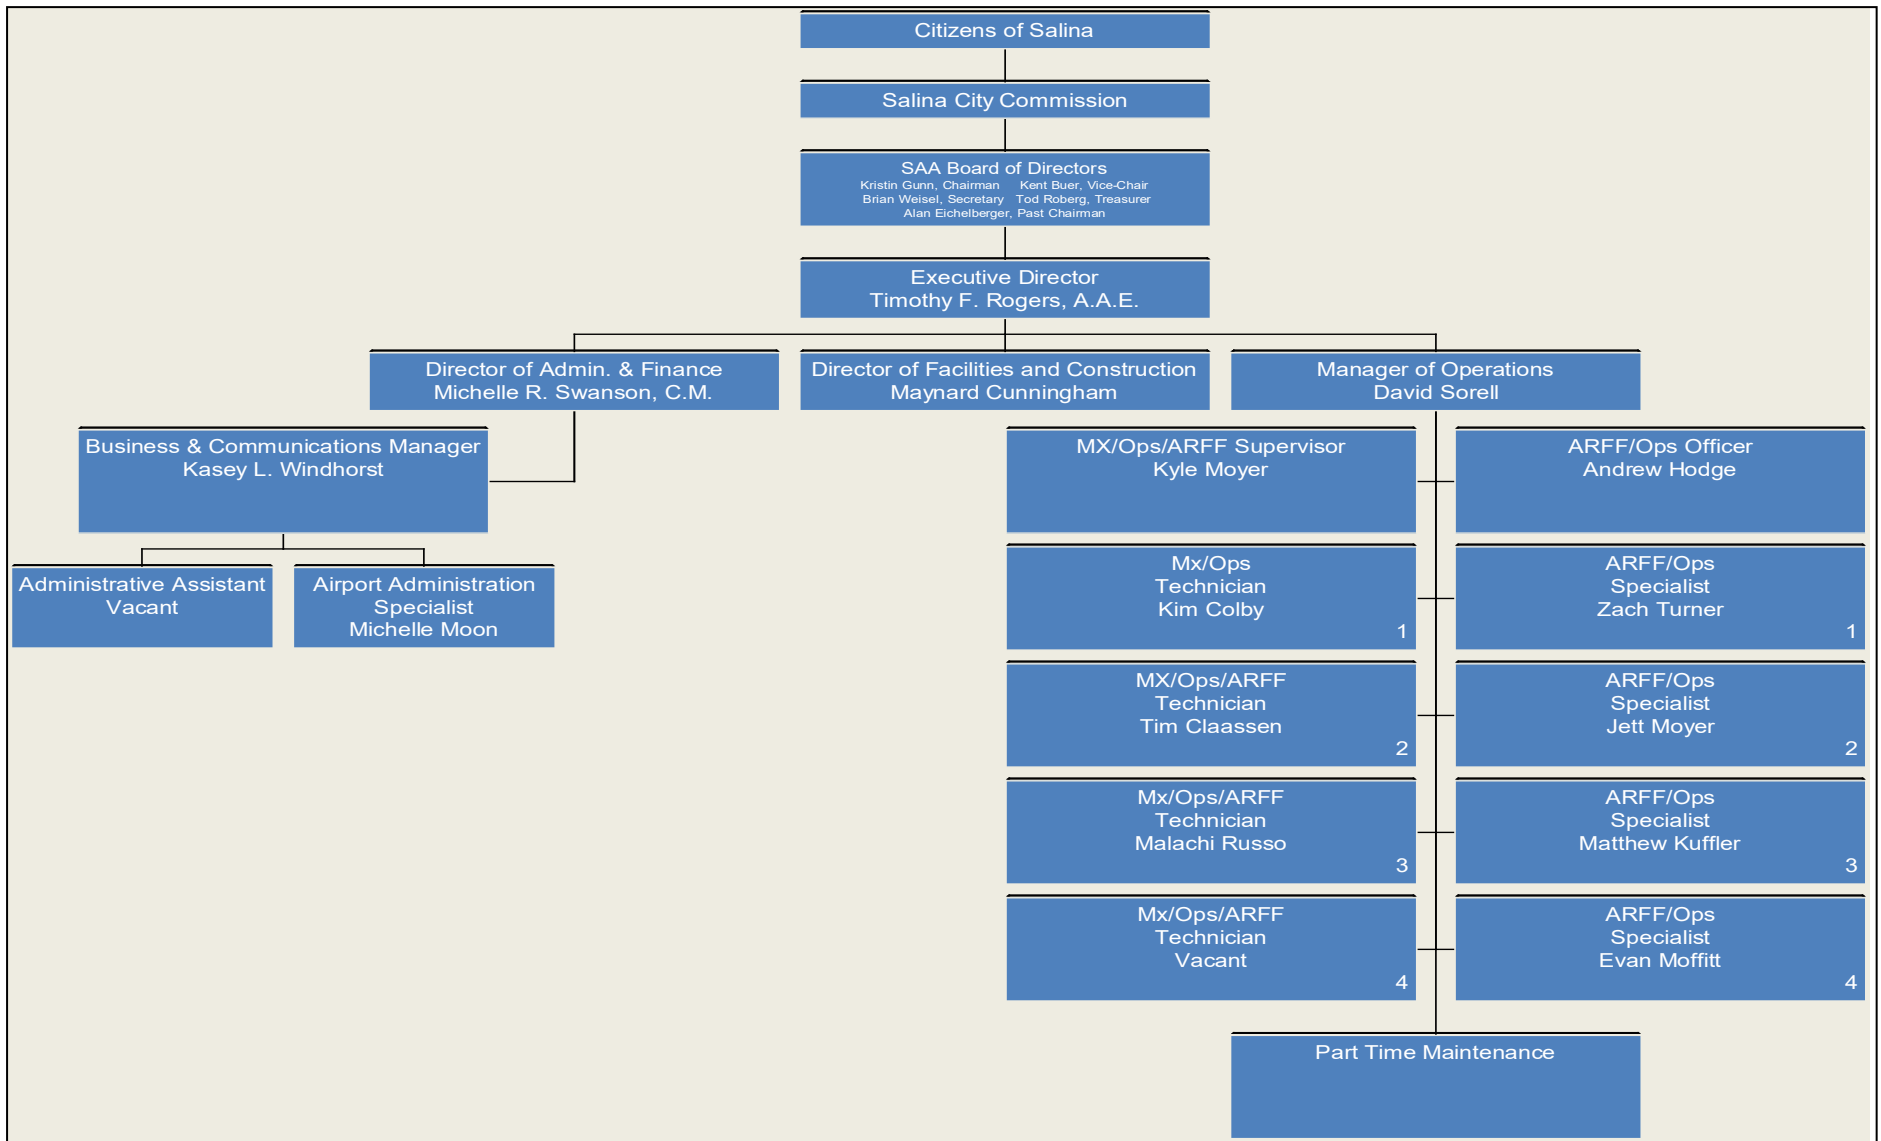 Citizens of Salina
Salina City Commission
SAA Board of Directors
Kristin Gunn, Chairman Kent Buer, Vice-Chair
Brian Weisel, Secretary Tod Roberg, Treasurer
Alan Eichelberger, Past Chairman
Executive Director
Timothy F. Rogers, A.A.E.
Director of Admin. & Finance
Michelle R. Swanson, C.M.
Director of Facilities and Construction
Maynard Cunningham
Manager of Operations
David Sorell
Business & Communications Manager
Kasey L. Windhorst
Administrative Assistant
Vacant
Airport Administration
Specialist
Michelle Moon
MX/Ops/ARFF Supervisor
Kyle Moyer
ARFF/Ops Officer
Andrew Hodge
Mx/Ops
Technician
Kim Colby
1
ARFF/Ops
Specialist
Zach Turner
1
MX/Ops/ARFF
Technician
Tim Claassen
2
ARFF/Ops
Specialist
Jett Moyer
2
Mx/Ops/ARFF
Technician
Malachi Russo
3
ARFF/Ops
Specialist
Matthew Kuffler
3
Mx/Ops/ARFF
Technician
Vacant
4
ARFF/Ops
Specialist
Evan Moffitt
4
Part Time Maintenance